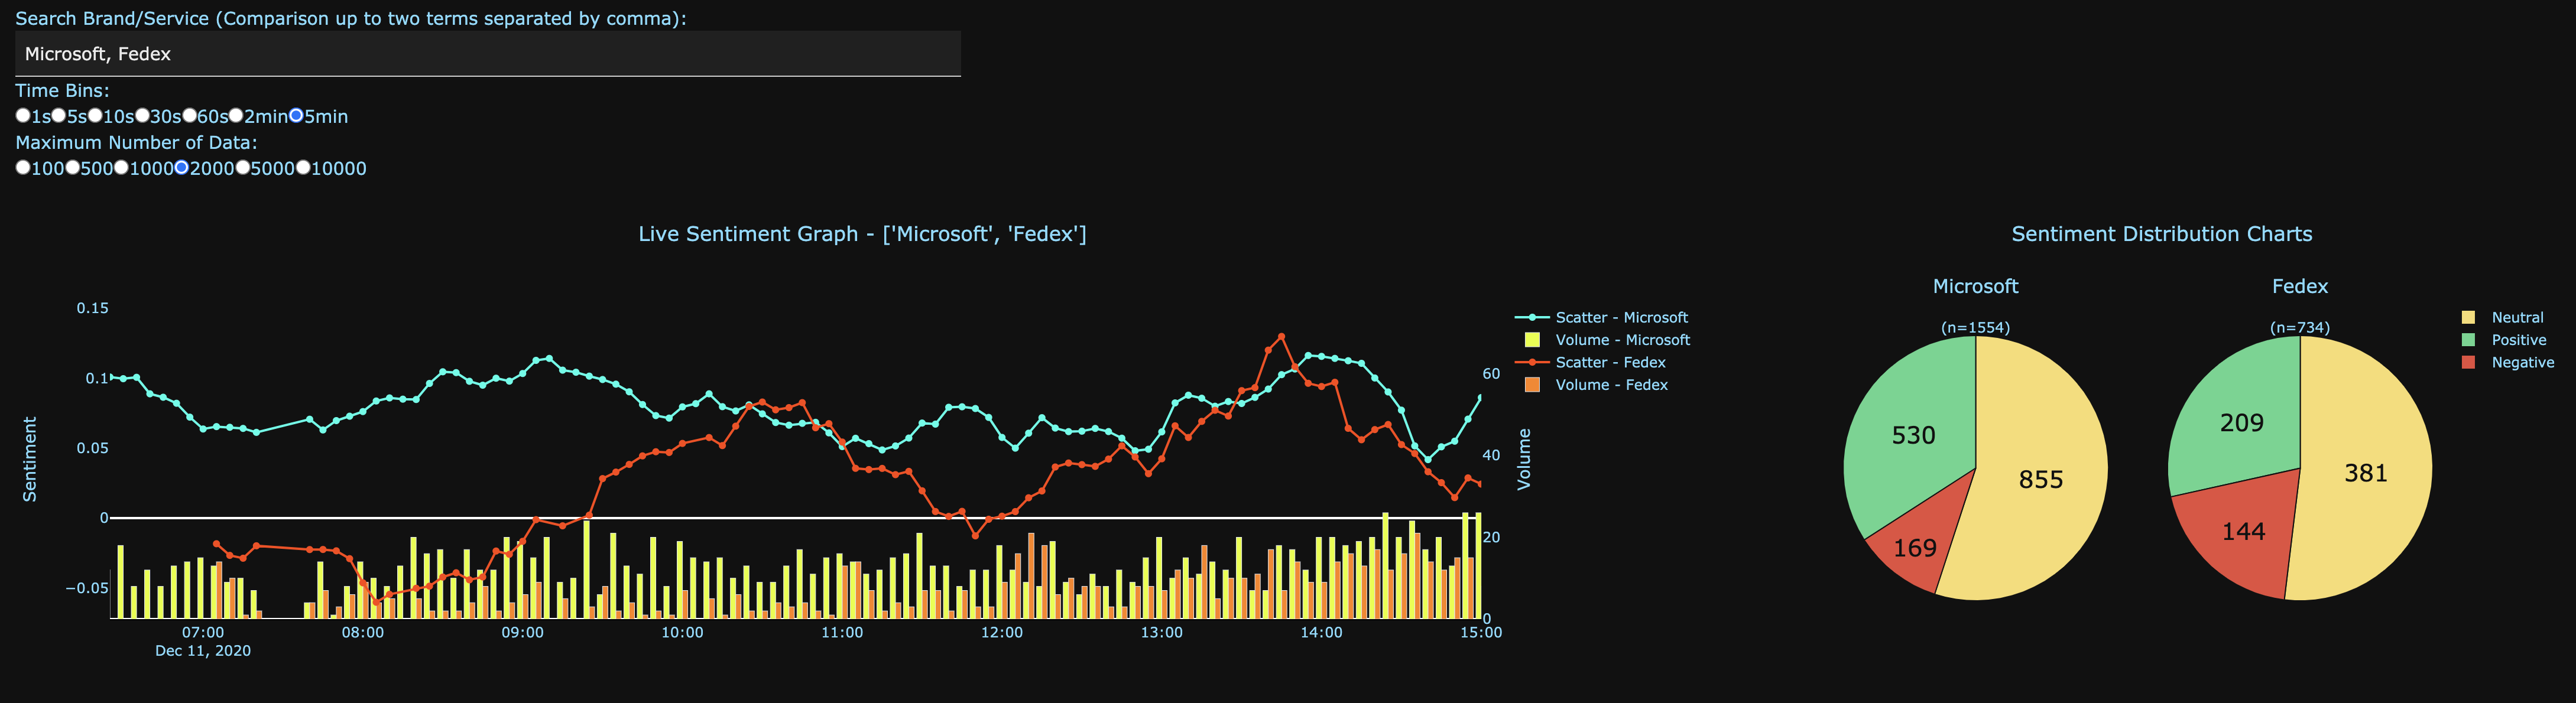 Search Brand/Service (Comparison up to two terms separated by comma):
Microsoft, Fedex
Time Bins:
1s 5s 10s 30s 60s 2min 5min
Maximum Number of Data:
100 500 1000 2000 5000 10000
Live Sentiment Graph - ['Microsoft', 'Fedex']
Sentiment
0.15
0.1
0.05
0
−0.05
07:00 08:00 09:00 10:00 11:00 12:00 13:00 14:00 15:00
Dec 11, 2020
60
40
20
0
Volume
Scatter - Microsoft
Volume - Microsoft
Scatter - Fedex
Volume - Fedex
Sentiment Distribution Charts
Microsoft
(n=1554)
530
855
169
Fedex
(n=734)
209
381
144
Neutral
Positive
Negative